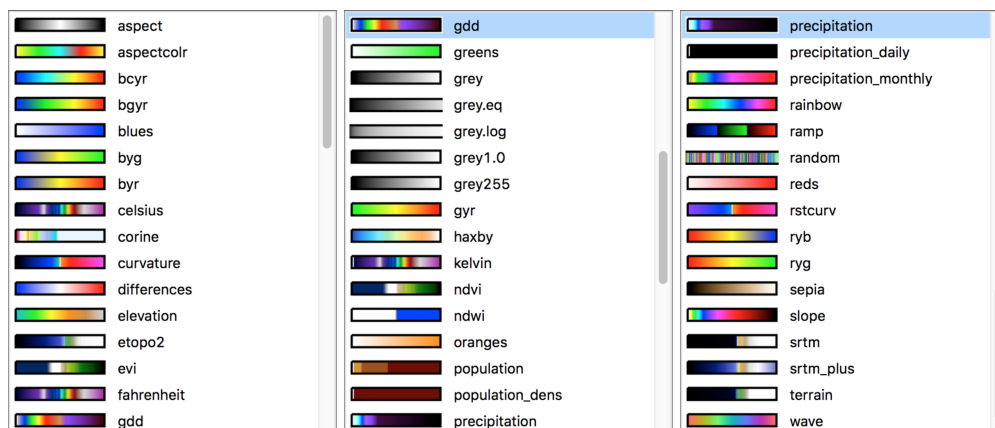 aspect
aspectcolr
bcyr
bgyr
blues
byg
byr
celsius
corine
curvature
differences
elevation
etopo2
evi
fahrenheit
gdd
gdd
greens
grey
grey.eq
grey.log
grey1.0
grey255
gyr
haxby
kelvin
ndvi
ndwi
oranges
population
population_dens
precipitation
precipitation
precipitation_daily
precipitation_monthly
rainbow
ramp
random
reds
rstcurv
ryb
ryg
sepia
slope
srtm
srtm_plus
terrain
wave